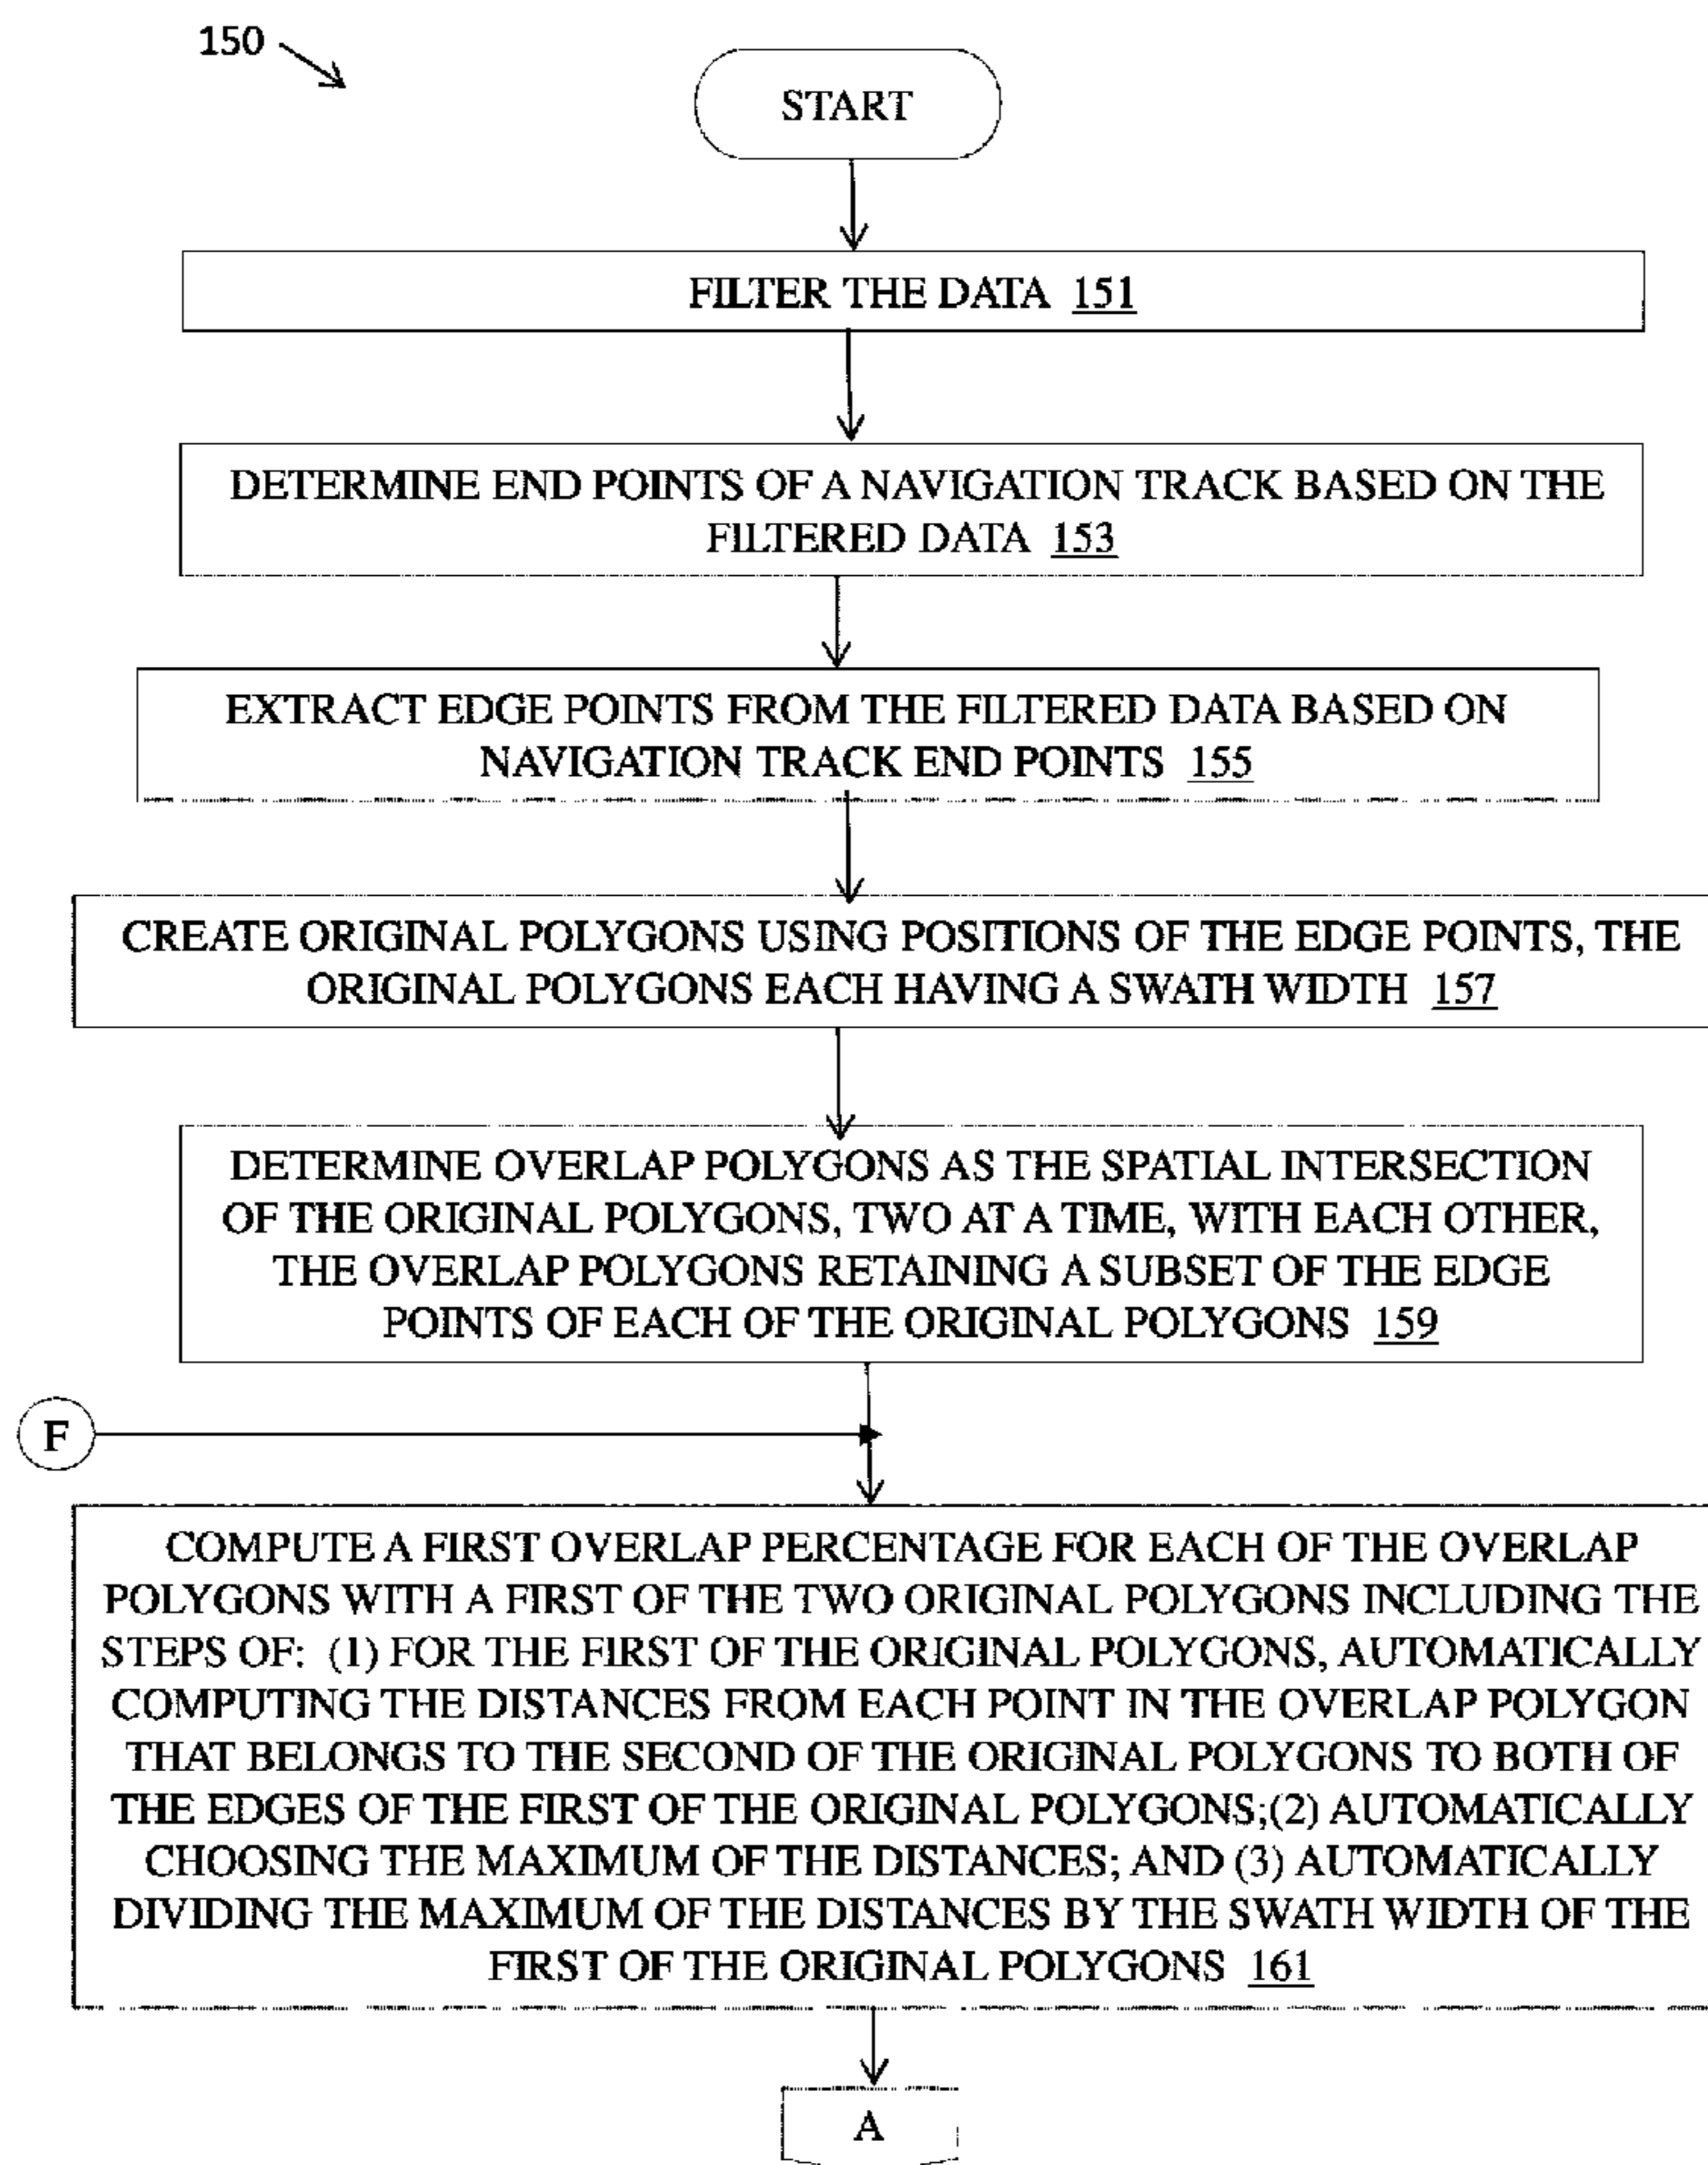 150
START
FILTER THE DATA 151
DETERMINE END POINTS OF A NAVIGATION TRACK BASED ON THE
FILTERED DATA 153
EXTRACT EDGE POINTS FROM THE FILTERED DATA BASED ON
NAVIGATION TRACK END POINTS 155
CREATE ORIGINAL POLYGONS USING POSITIONS OF THE EDGE POINTS, THE
ORIGINAL POLYGONS EACH HAVING A SWATH WIDTH 157
DETERMINE OVERLAP POLYGONS AS THE SPATIAL INTERSECTION
OF THE ORIGINAL POLYGONS, TWO AT A TIME, WITH EACH OTHER,
THE OVERLAP POLYGONS RETAINING A SUBSET OF THE EDGE
POINTS OF EACH OF THE ORIGINAL POLYGONS 159
F
COMPUTE A FIRST OVERLAP PERCENTAGE FOR EACH OF THE OVERLAP
POLYGONS WITH A FIRST OF THE TWO ORIGINAL POLYGONS INCLUDING THE
STEPS OF: (1) FOR THE FIRST OF THE ORIGINAL POLYGONS, AUTOMATICALLY
COMPUTING THE DISTANCES FROM EACH POINT IN THE OVERLAP POLYGON
THAT BELONGS TO THE SECOND OF THE ORIGINAL POLYGONS TO BOTH OF
THE EDGES OF THE FIRST OF THE ORIGINAL POLYGONS;(2) AUTOMATICALLY
CHOOSING THE MAXIMUM OF THE DISTANCES; AND (3) AUTOMATICALLY
DIVIDING THE MAXIMUM OF THE DISTANCES BY THE SWATH WIDTH OF THE
FIRST OF THE ORIGINAL POLYGONS 161
A